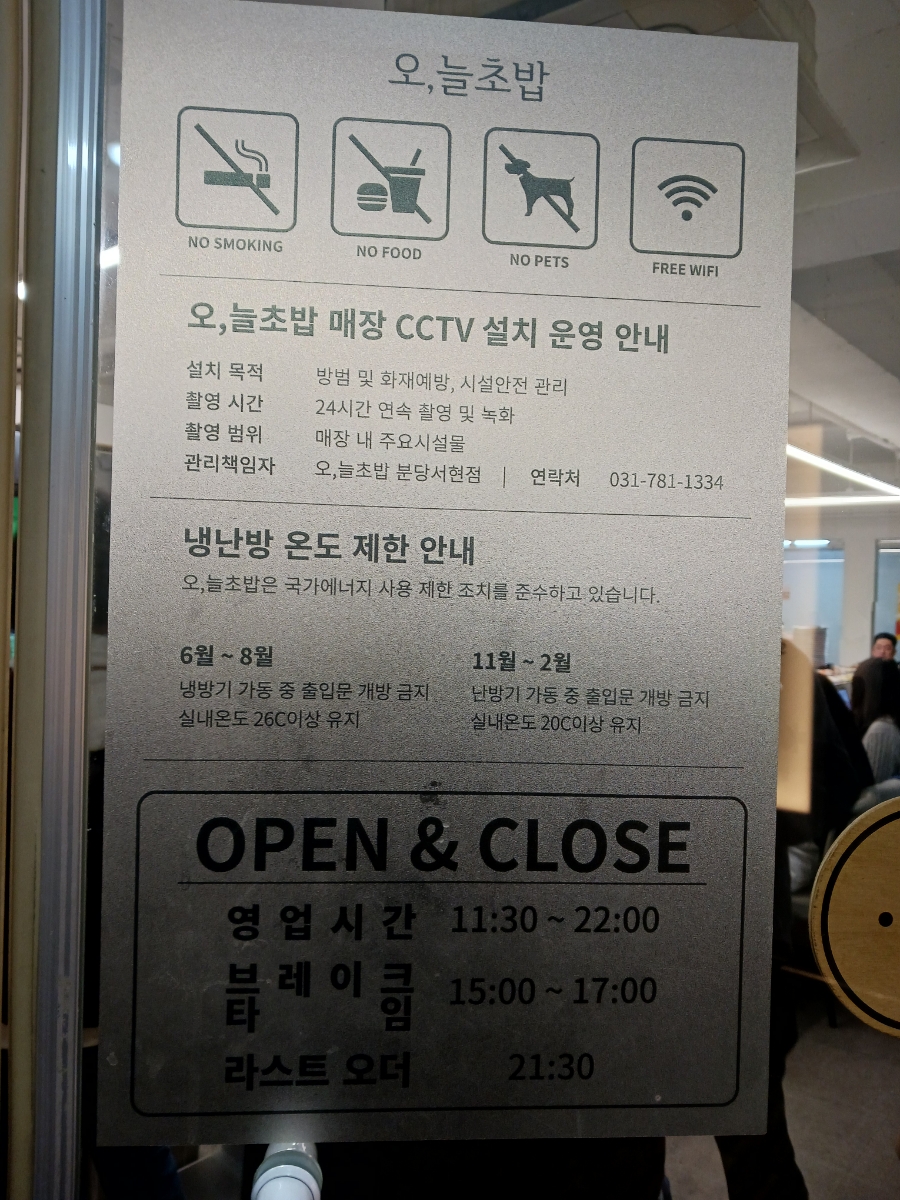 오,늘초밥
NO SMOKING
NO FOOD
NO PETS
FREE WIFI
오,늘초밥 매장 CCTV 설치 운영 안내
설치 목적 방범 및 화재예방, 시설안전 관리
촬영 시간 24시간 연속 촬영 및 녹화
촬영 범위 매장 내 주요시설물
관리책임자 오,늘초밥 분당서현점 | 연락처 031-781-1334
냉난방 온도 제한 안내
오,늘초밥은 국가에너지 사용 제한 조치를 준수하고 있습니다.
6월 ~ 8월
냉방기 가동 중 출입문 개방 금지
실내온도 26C이상 유지
11월 ~ 2월
난방기 가동 중 출입문 개방 금지
실내온도 20C이상 유지
OPEN & CLOSE
영업시간 11:30 ~ 22:00
브레이크
타임 15:00 ~ 17:00
라스트 오더 21:30